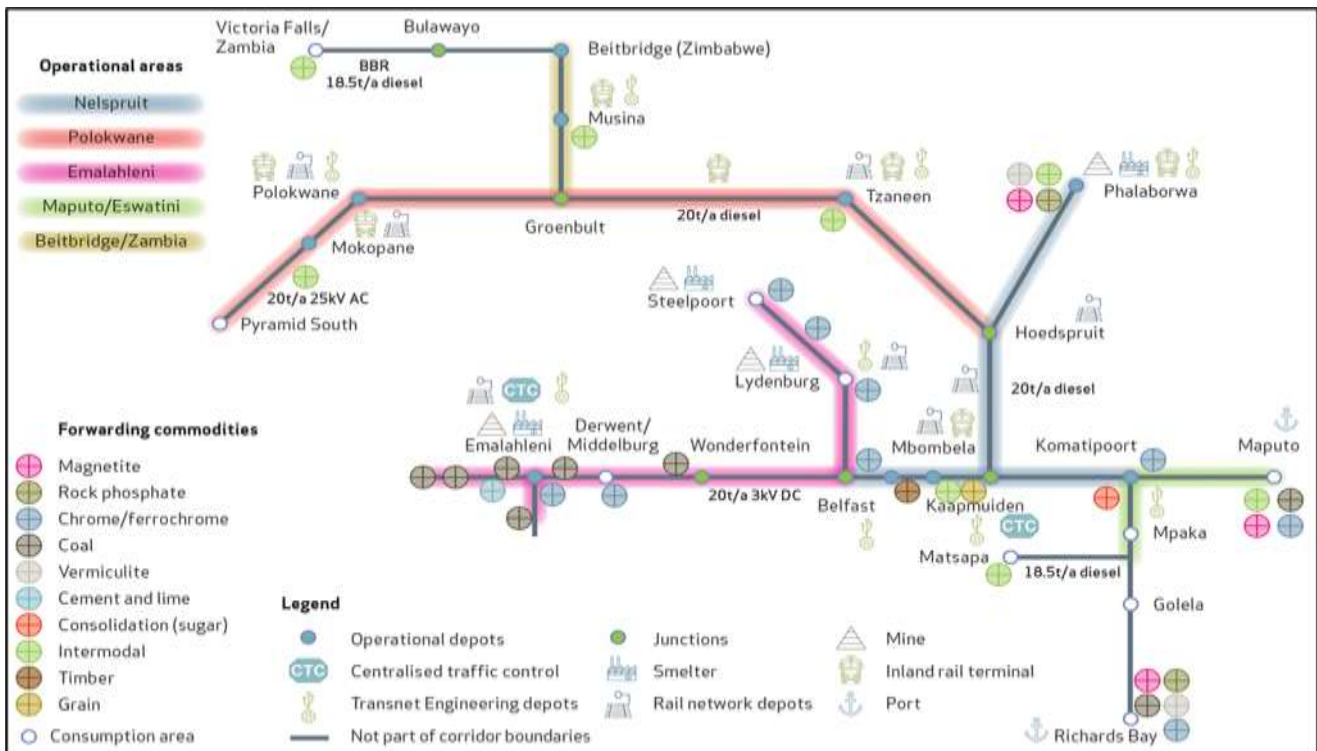 Victoria Falls/
Zambia
Bulawayo
Beitbridge (Zimbabwe)
BBR
18.5t/a diesel
Operational areas
Nelspruit
Polokwane
Emalahleni
Maputo/Eswatini
Beitbridge/Zambia
Musina
Polokwane
Tzaneen
Phalaborwa
Groenbult
20t/a diesel
Mokopane
20t/a 25kV AC
Pyramid South
Steelpoort
Hoedspruit
Lydenburg
20t/a diesel
CTC
Emalahleni
Derwent/
Middelburg
Wonderfontein
Mbombela
Komatipoort
Maputo
20t/a 3kV DC
Belfast
Kaapmuiden
CTC
Mpaka
Matsapa
18.5t/a diesel
Golela
Richards Bay
Forwarding commodities
Magnetite
Rock phosphate
Chrome/ferrochrome
Coal
Vermiculite
Cement and lime
Consolidation (sugar)
Intermodal
Timber
Grain
Consumption area
Legend
Operational depots
Junctions
Mine
CTC
Centralised traffic control
Smelter
Inland rail terminal
Transnet Engineering depots
Rail network depots
Port
Not part of corridor boundaries